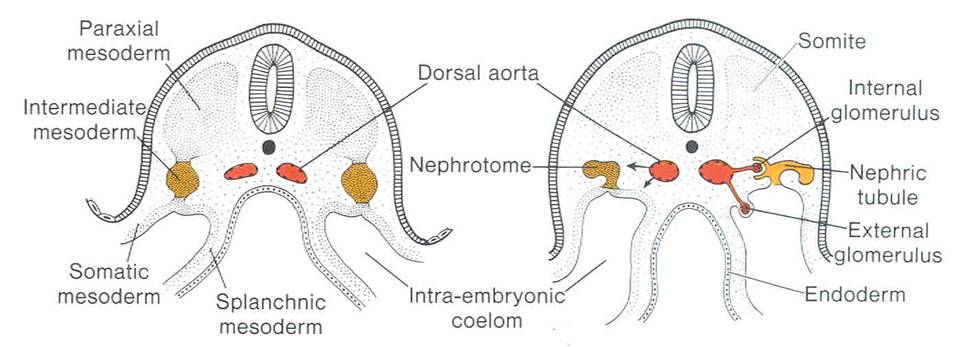 Paraxial
mesoderm
Intermediate
mesoderm
Somatic
mesoderm
Splanchnic
mesoderm
Dorsal aorta
Nephrotome
Intra-embryonic
coelom
Somite
Internal
glomerulus
Nephric
tubule
External
glomerulus
Endoderm